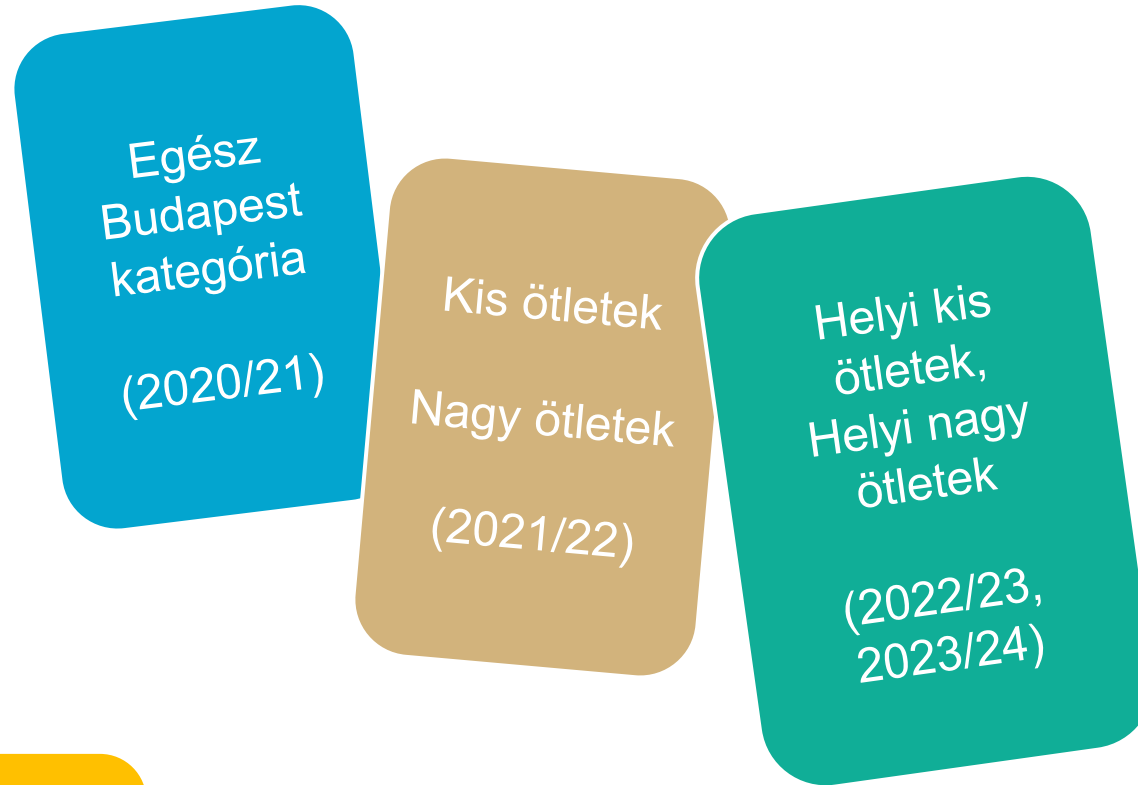 Egész
Budapest
kategória
(2020/21)
Kis ötletek
Nagy ötletek
(2021/22)
Helyi kis
ötletek,
Helyi nagy
ötletek
(2022/23,
2023/24)